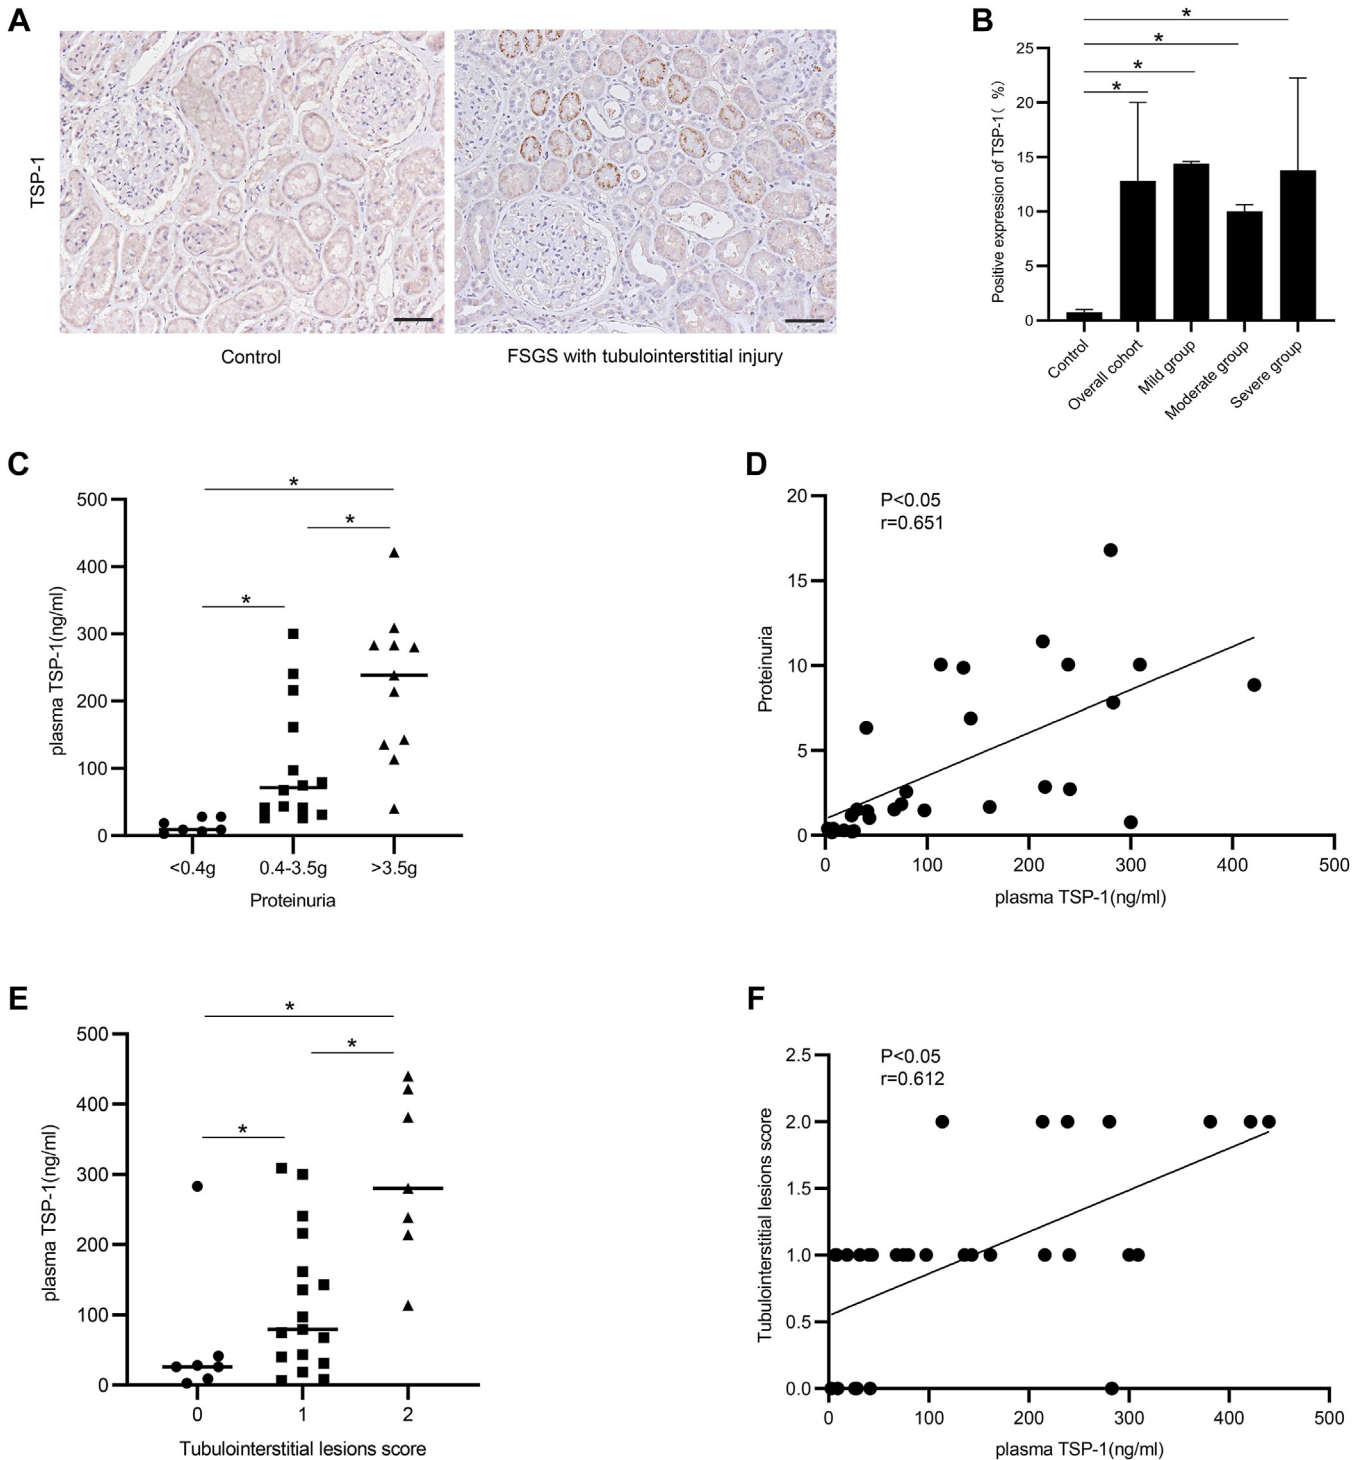 A
TSP-1
Control
FSGS with tubulointerstitial injury
B
*
*
*
*
Positive expression of TSP-1（ %)
25
20
15
10
5
0
Control
Overall cohort
Mild group
Moderate group
Severe group
C
*
*
*
plasma TSP-1(ng/ml)
500
400
300
200
100
0
<0.4g 0.4-3.5g >3.5g
Proteinuria
D
P<0.05
r=0.651
Proteinuria
20
15
10
5
0
0 100 200 300 400 500
plasma TSP-1(ng/ml)
E
*
*
*
plasma TSP-1(ng/ml)
500
400
300
200
100
0
0 1 2
Tubulointerstitial lesions score
F
P<0.05
r=0.612
Tubulointerstitial lesions score
2.5
2.0
1.5
1.0
0.5
0.0
0 100 200 300 400 500
plasma TSP-1(ng/ml)